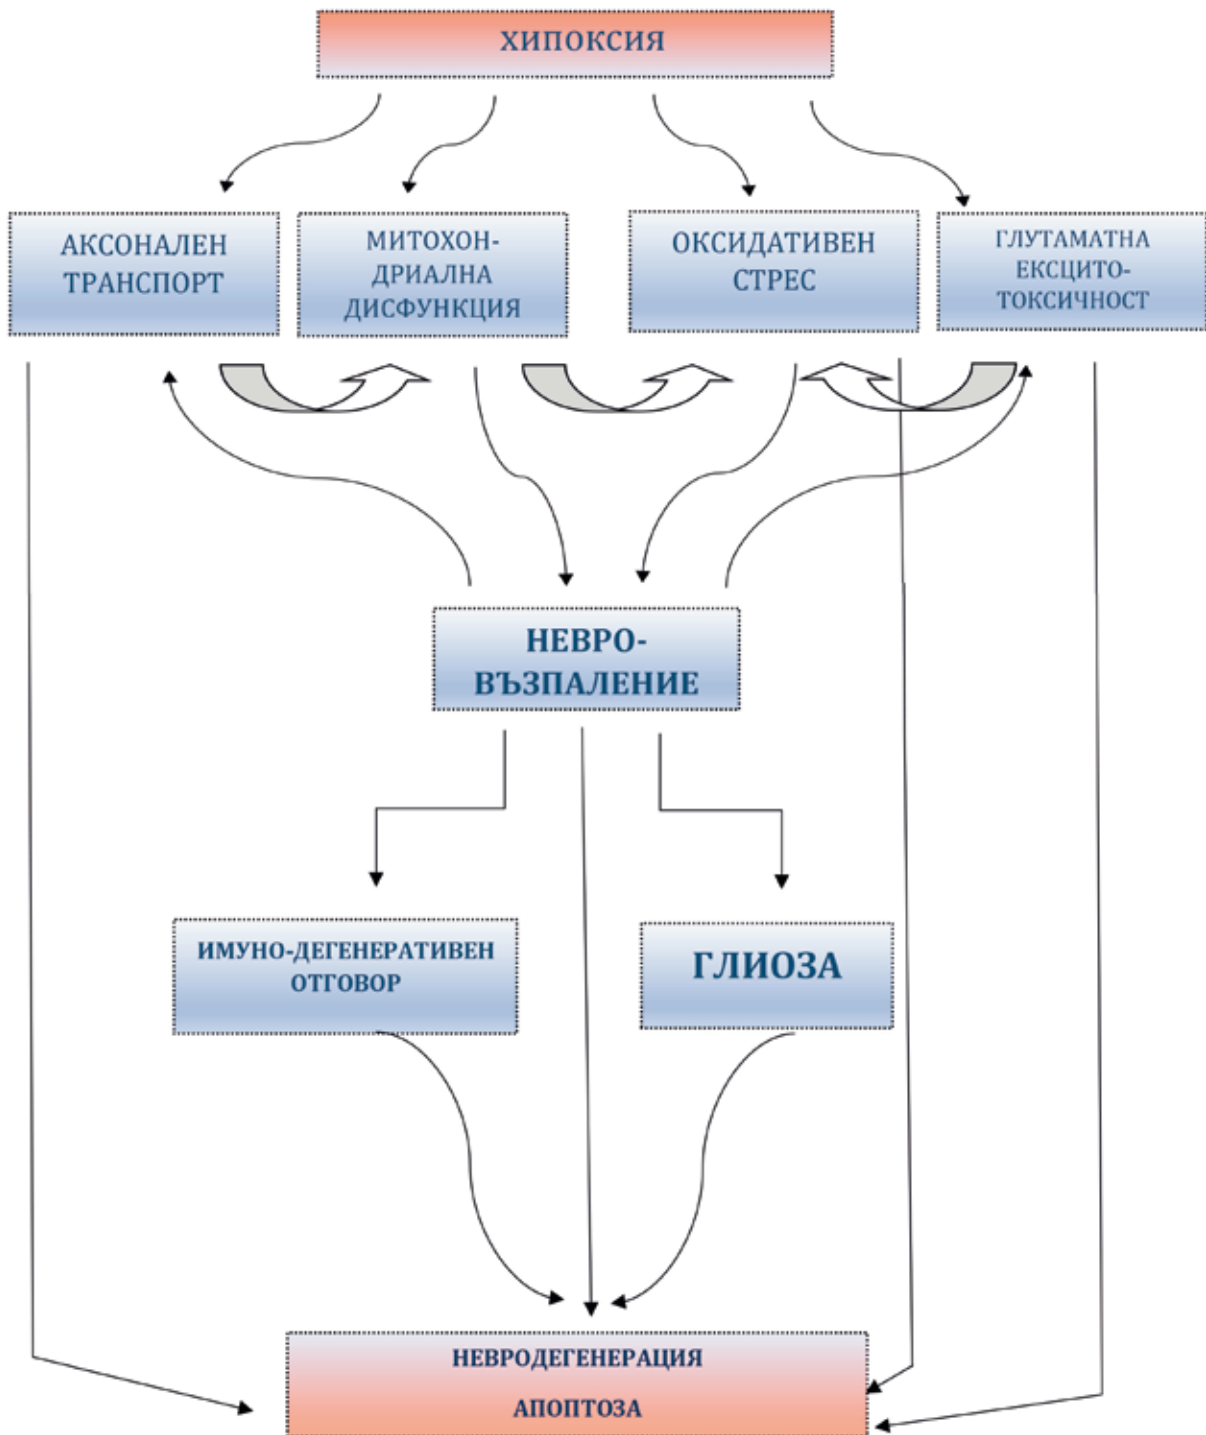 ХИПОКСИЯ
АКСОНАЛЕН
ТРАНСПОРТ
МИТОХОН-
ДРИАЛНА
ДИСФУНКЦИЯ
ОКСИДАТИВЕН
СТРЕС
ГЛУТАМАТНА
ЕКСЦИТО-
ТОКСИЧНОСТ
НЕВРО-
ВЪЗПАЛЕНИЕ
ИМУНО-ДЕГЕНЕРАТИВЕН
ОТГОВОР
ГЛИОЗА
НЕВРОДЕГЕНЕРАЦИЯ
АПОПТОЗА